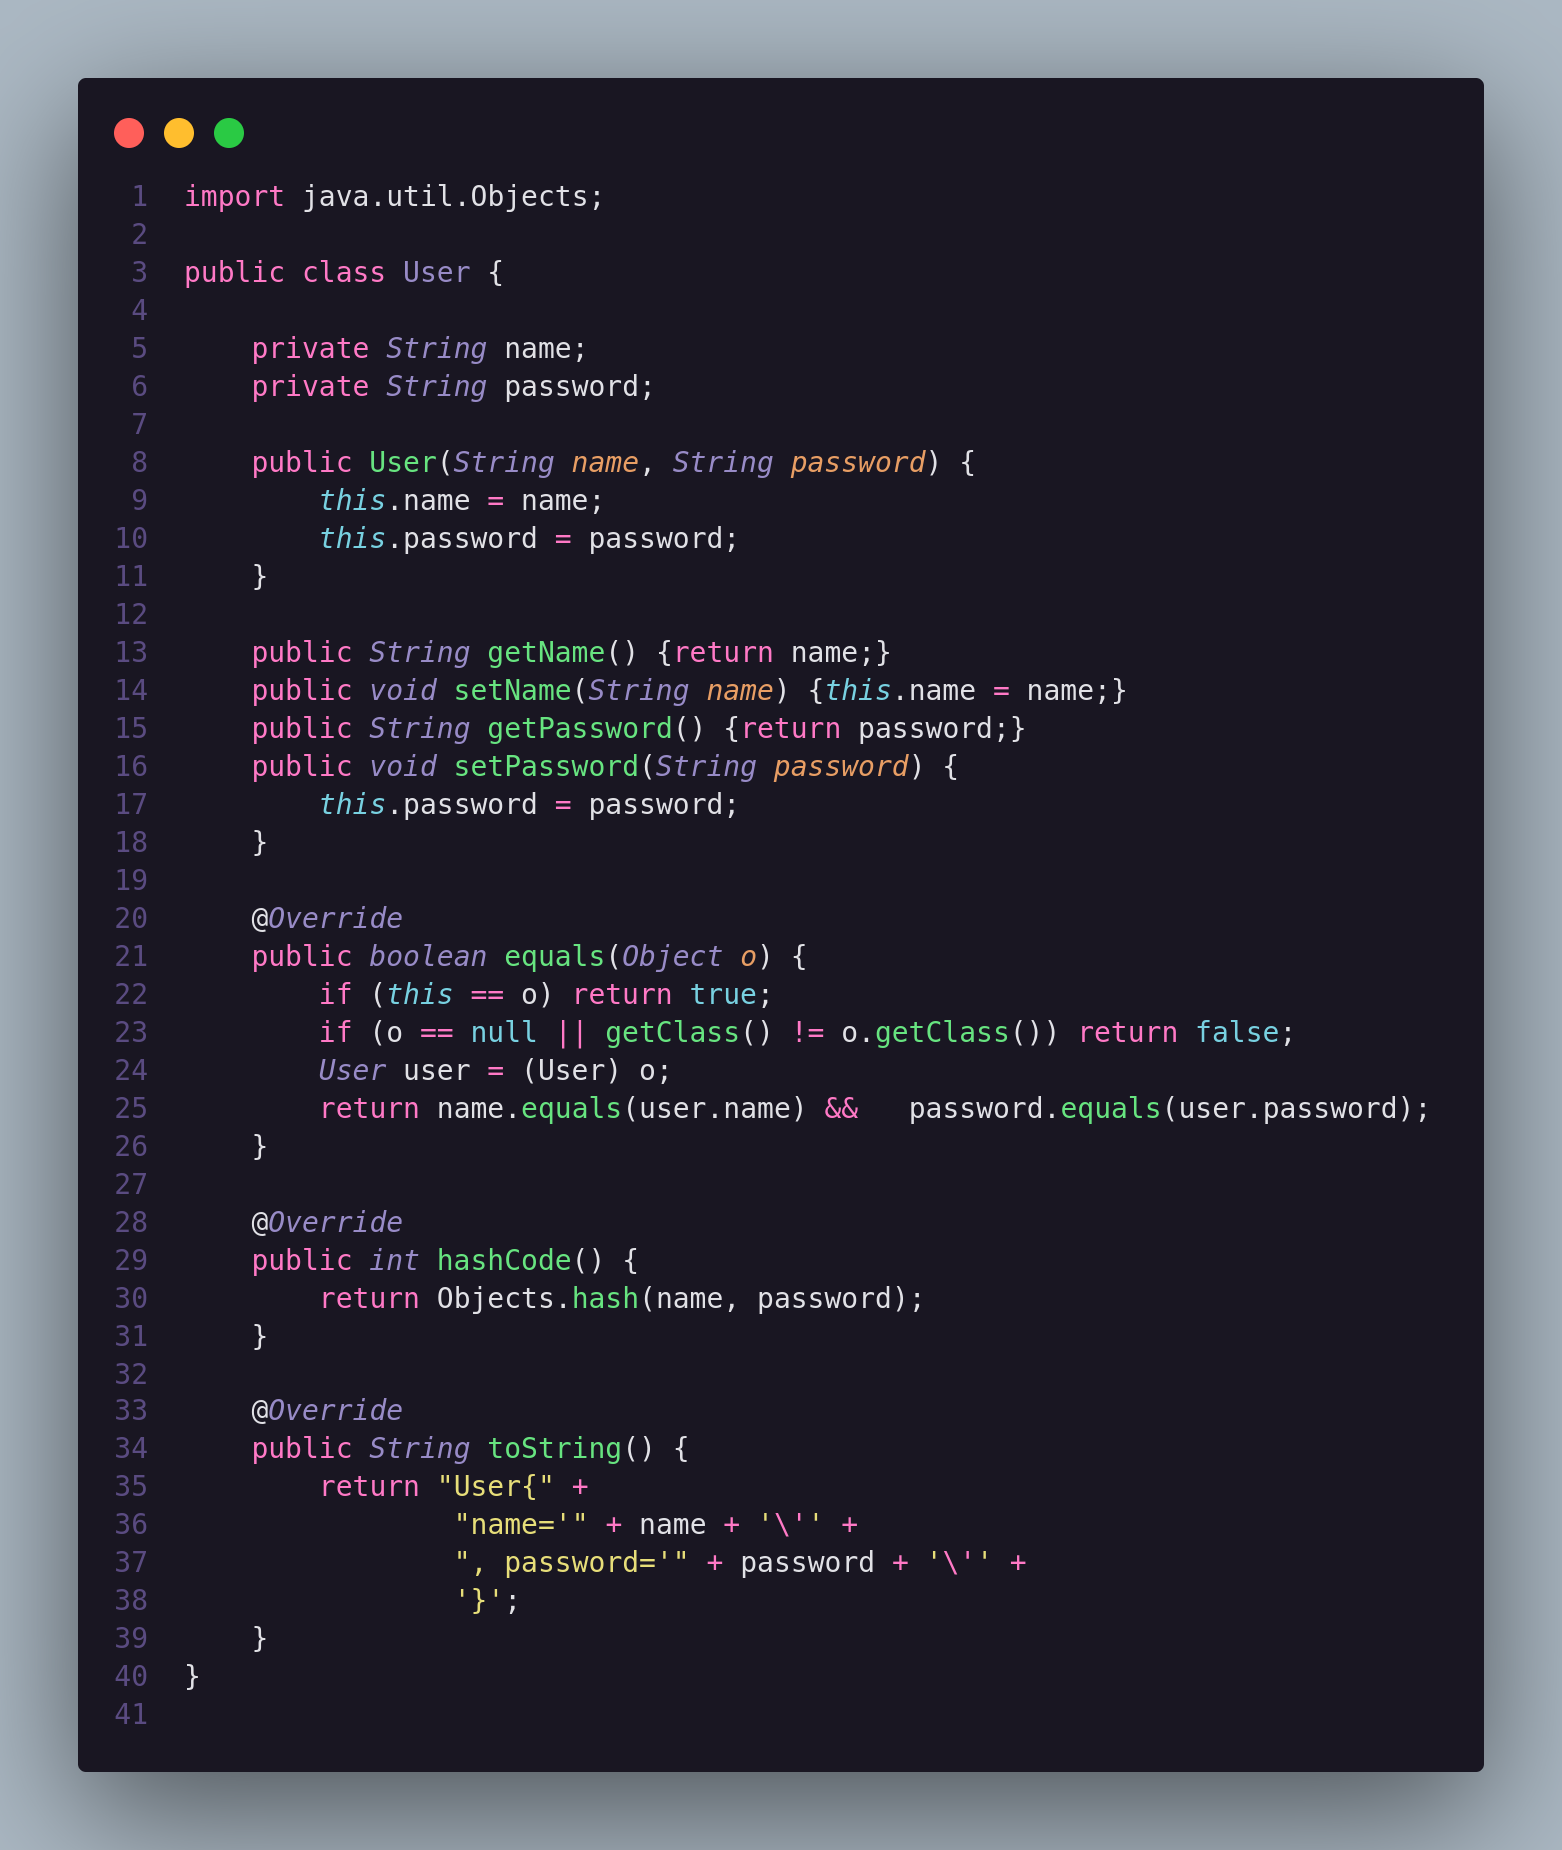 1 import java.util.Objects;
2
3 public class User {
4
5     private String name;
6     private String password;
7
8     public User(String name, String password) {
9         this.name = name;
10         this.password = password;
11     }
12
13     public String getName() {return name;}
14     public void setName(String name) {this.name = name;}
15     public String getPassword() {return password;}
16     public void setPassword(String password) {
17         this.password = password;
18     }
19
20     @Override
21     public boolean equals(Object o) {
22         if (this == o) return true;
23         if (o == null || getClass() != o.getClass()) return false;
24         User user = (User) o;
25         return name.equals(user.name) &&   password.equals(user.password);
26     }
27
28     @Override
29     public int hashCode() {
30         return Objects.hash(name, password);
31     }
32
33     @Override
34     public String toString() {
35         return "User{" +
36                 "name='" + name + '\'' +
37                 ", password='" + password + '\'' +
38                 '}';
39     }
40 }
41